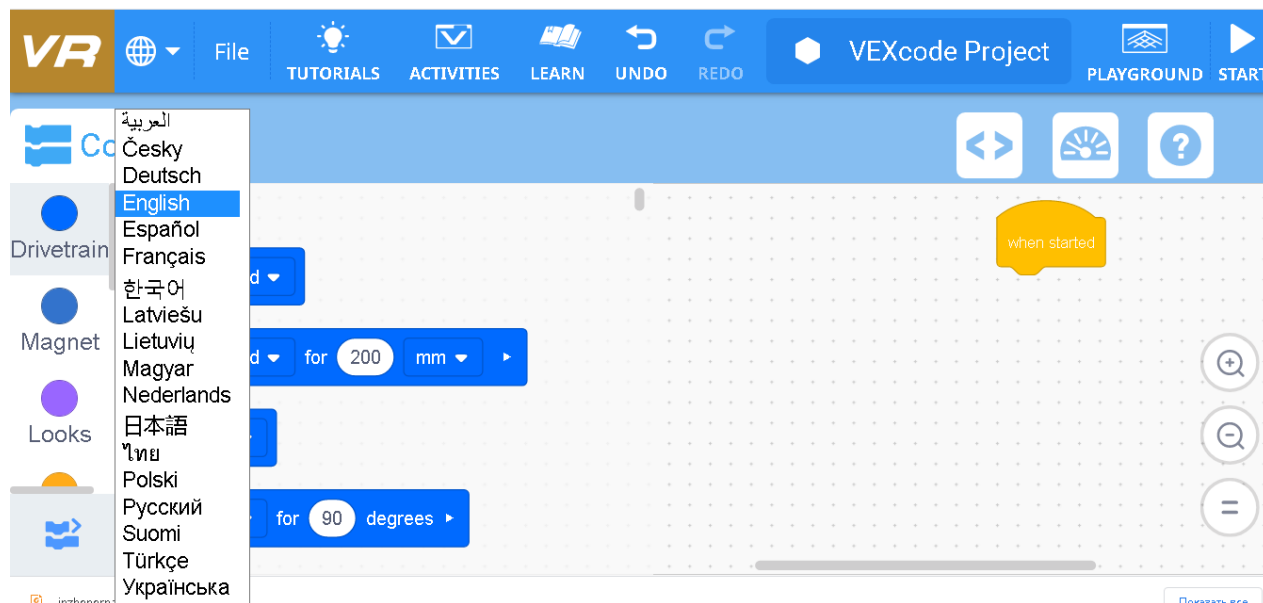 VR
File
TUTORIALS
ACTIVITIES
LEARN
UNDO
REDO
VEXcode Project
PLAYGROUND
START
Co
العربية
Česky
Deutsch
English
Español
Français
한국어
Latviešu
Lietuvių
Magyar
Nederlands
日本語
ไทย
Polski
Русский
Suomi
Türkçe
Українська
Drivetrain
Magnet
Looks
d
d for 200 mm
for 90 degrees
when started
Показать все